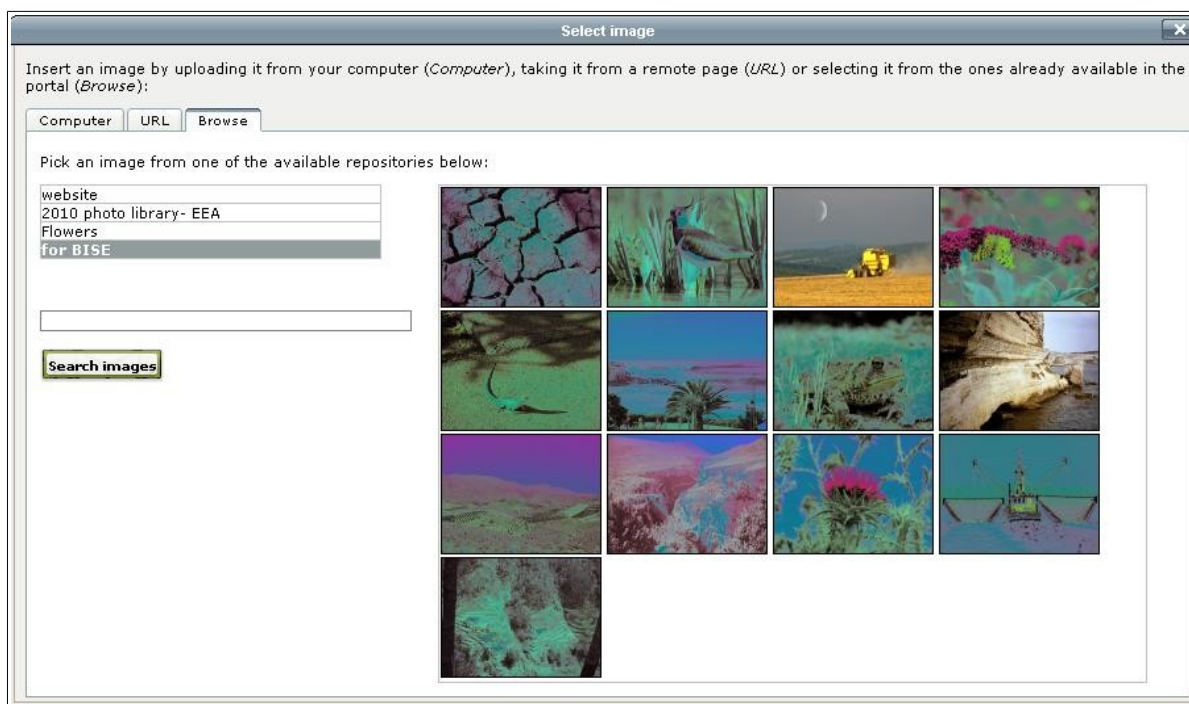 Select image
Insert an image by uploading it from your computer (Computer), taking it from a remote page (URL) or selecting it from the ones already available in the
portal (Browse):
Computer URL Browse
Pick an image from one of the available repositories below:
website
2010 photo library- EEA
Flowers
for BISE
Search images